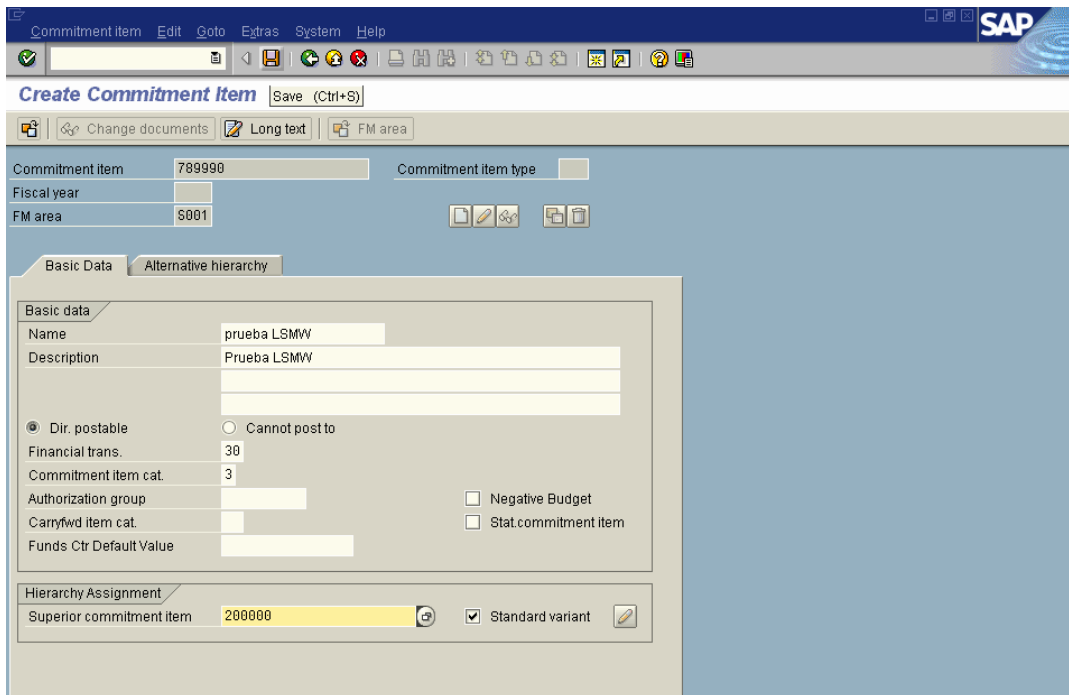 Commitment item Edit Goto Extras System Help
SAP
Create Commitment Item Save (Ctrl+S)
Change documents Long text FM area
Commitment item 789990 Commitment item type
Fiscal year
FM area S001
Basic Data Alternative hierarchy
Basic data
Name prueba LSMW
Description Prueba LSMW
Dir. postable Cannot post to
Financial trans. 30
Commitment item cat. 3
Authorization group Negative Budget
Carryfwd item cat. Stat.commitment item
Funds Ctr Default Value
Hierarchy Assignment
Superior commitment item 200000 Standard variant